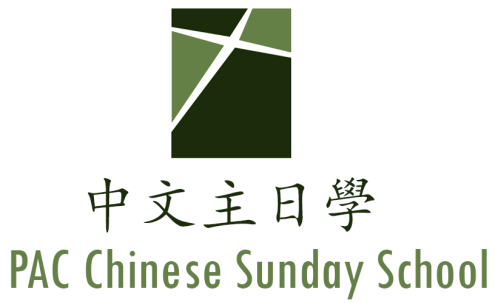 中文主日學
PAC Chinese Sunday School